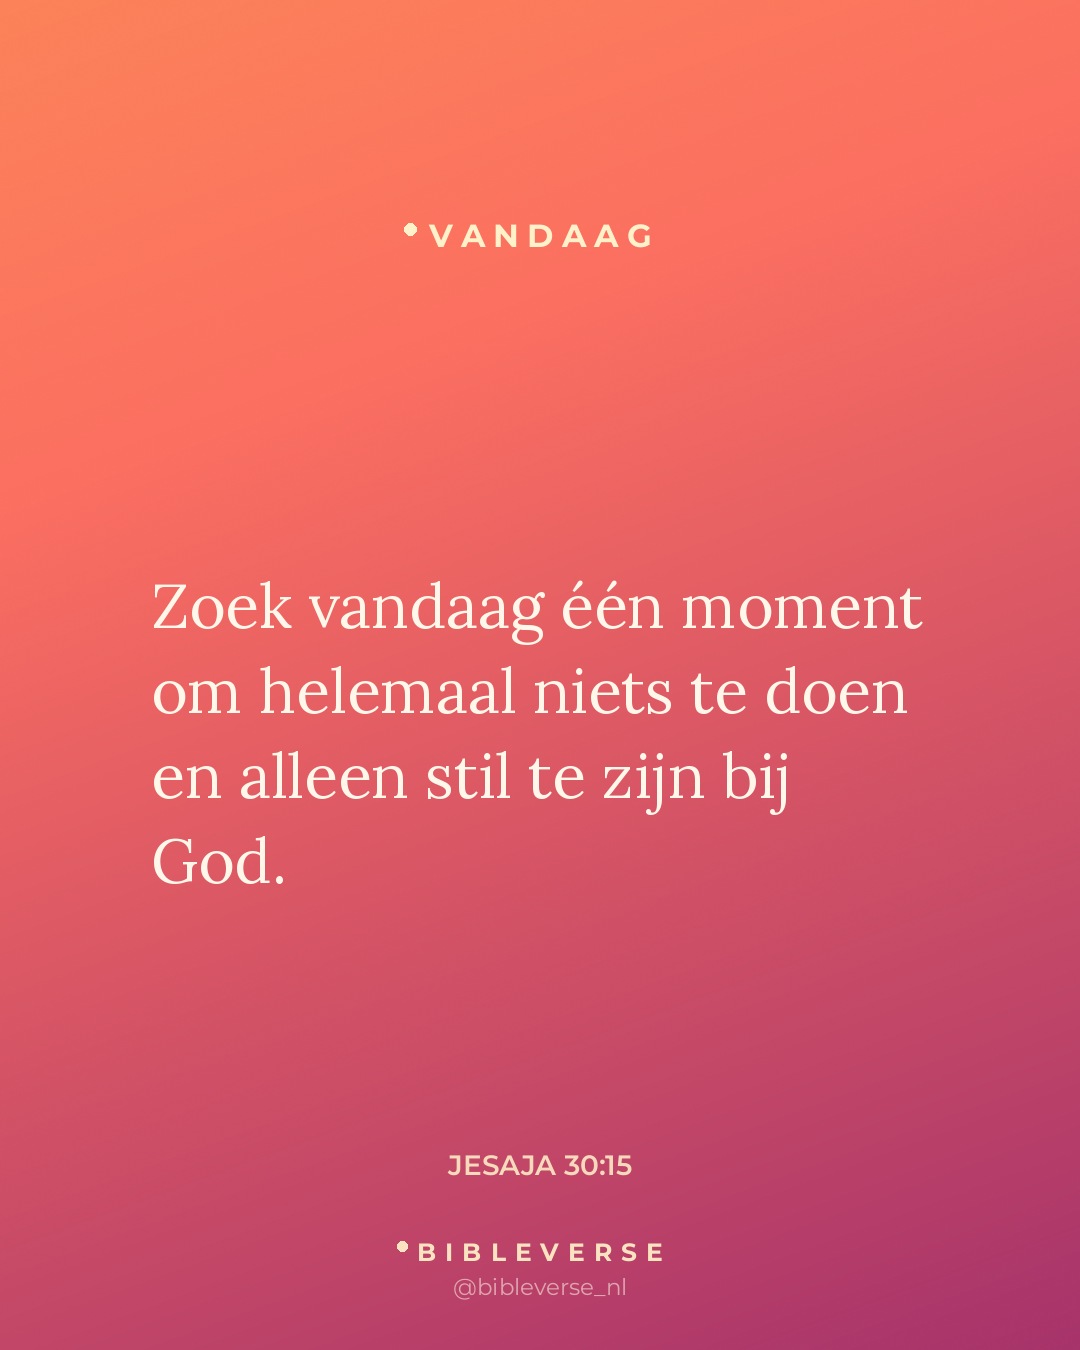 VANDAAG
Zoek vandaag één moment
om helemaal niets te doen
en alleen stil te zijn bij
God.
JESAJA 30:15
BIBLEVERSE
@bibleverse_nl